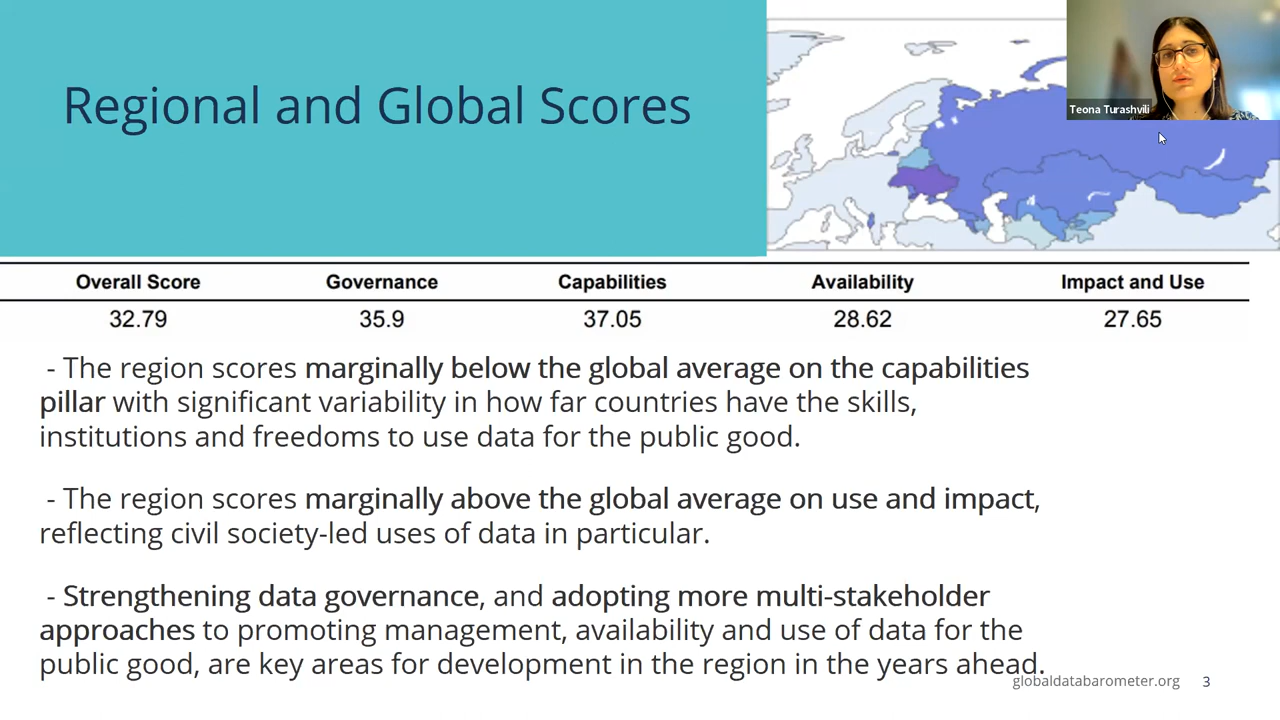 Regional and Global Scores
Teona Turashvili
Overall Score Governance Capabilities Availability Impact and Use
32.79 35.9 37.05 28.62 27.65
- The region scores marginally below the global average on the capabilities
pillar with significant variability in how far countries have the skills,
institutions and freedoms to use data for the public good.
- The region scores marginally above the global average on use and impact,
reflecting civil society-led uses of data in particular.
- Strengthening data governance, and adopting more multi-stakeholder
approaches to promoting management, availability and use of data for the
public good, are key areas for development in the region in the years ahead.
globaldatabarometer.org 3